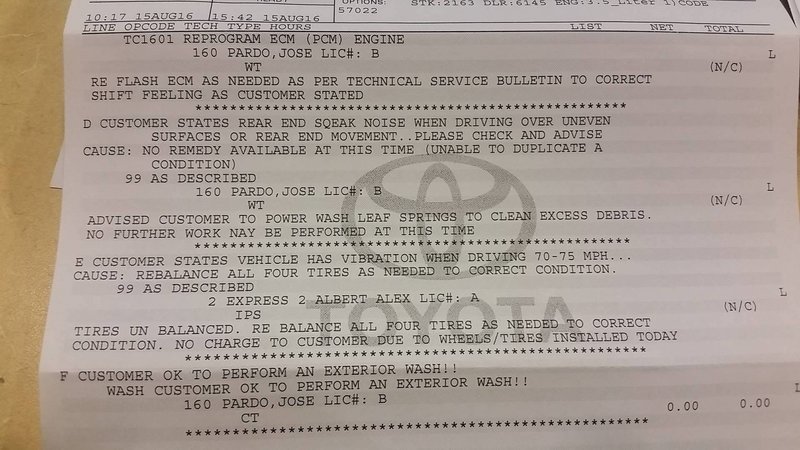 OPTIONS: STK:2163 DLR:6145 ENG:3.5_Liter
10:17 15AUG16 15:42 15AUG16 57022
LINE OPCODE TECH TYPE HOURS LIST NET TOTAL
TC1601 REPROGRAM ECM (PCM) ENGINE
160 PARDO,JOSE LIC#: B L
WT (N/C)
RE FLASH ECM AS NEEDED AS PER TECHNICAL SERVICE BULLETIN TO CORRECT
SHIFT FEELING AS CUSTOMER STATED
****************************************************
D CUSTOMER STATES REAR END SQEAK NOISE WHEN DRIVING OVER UNEVEN
SURFACES OR REAR END MOVEMENT..PLEASE CHECK AND ADVISE
CAUSE: NO REMEDY AVAILABLE AT THIS TIME (UNABLE TO DUPLICATE A
CONDITION)
99 AS DESCRIBED
160 PARDO,JOSE LIC#: B L
WT (N/C)
ADVISED CUSTOMER TO POWER WASH LEAF SPRINGS TO CLEAN EXCESS DEBRIS.
NO FURTHER WORK NAY BE PERFORMED AT THIS TIME
****************************************************
E CUSTOMER STATES VEHICLE HAS VIBRATION WHEN DRIVING 70-75 MPH...
CAUSE: REBALANCE ALL FOUR TIRES AS NEEDED TO CORRECT CONDITION.
99 AS DESCRIBED
2 EXPRESS 2 ALBERT ALEX LIC#: A L
IPS (N/C)
TOYOTA
TIRES UN BALANCED. RE BALANCE ALL FOUR TIRES AS NEEDED TO CORRECT
CONDITION. NO CHARGE TO CUSTOMER DUE TO WHEELS/TIRES INSTALLED TODAY
****************************************************
F CUSTOMER OK TO PERFORM AN EXTERIOR WASH!!
WASH CUSTOMER OK TO PERFORM AN EXTERIOR WASH!!
160 PARDO,JOSE LIC#: B L
CT 0.00 0.00
****************************************************